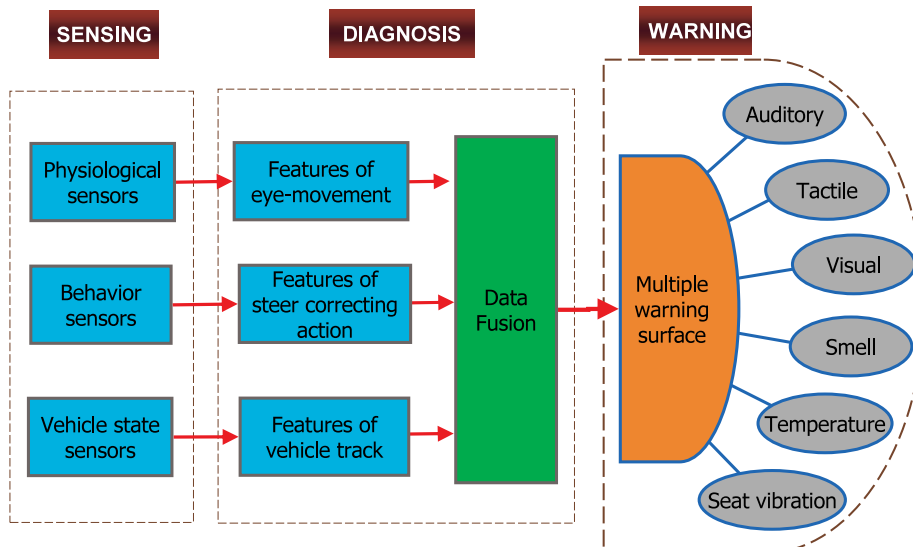 SENSING
DIAGNOSIS
WARNING
Physiological
sensors
Behavior
sensors
Vehicle state
sensors
Features of
eye-movement
Features of
steer correcting
action
Features of
vehicle track
Data
Fusion
Multiple
warning
surface
Auditory
Tactile
Visual
Smell
Temperature
Seat vibration